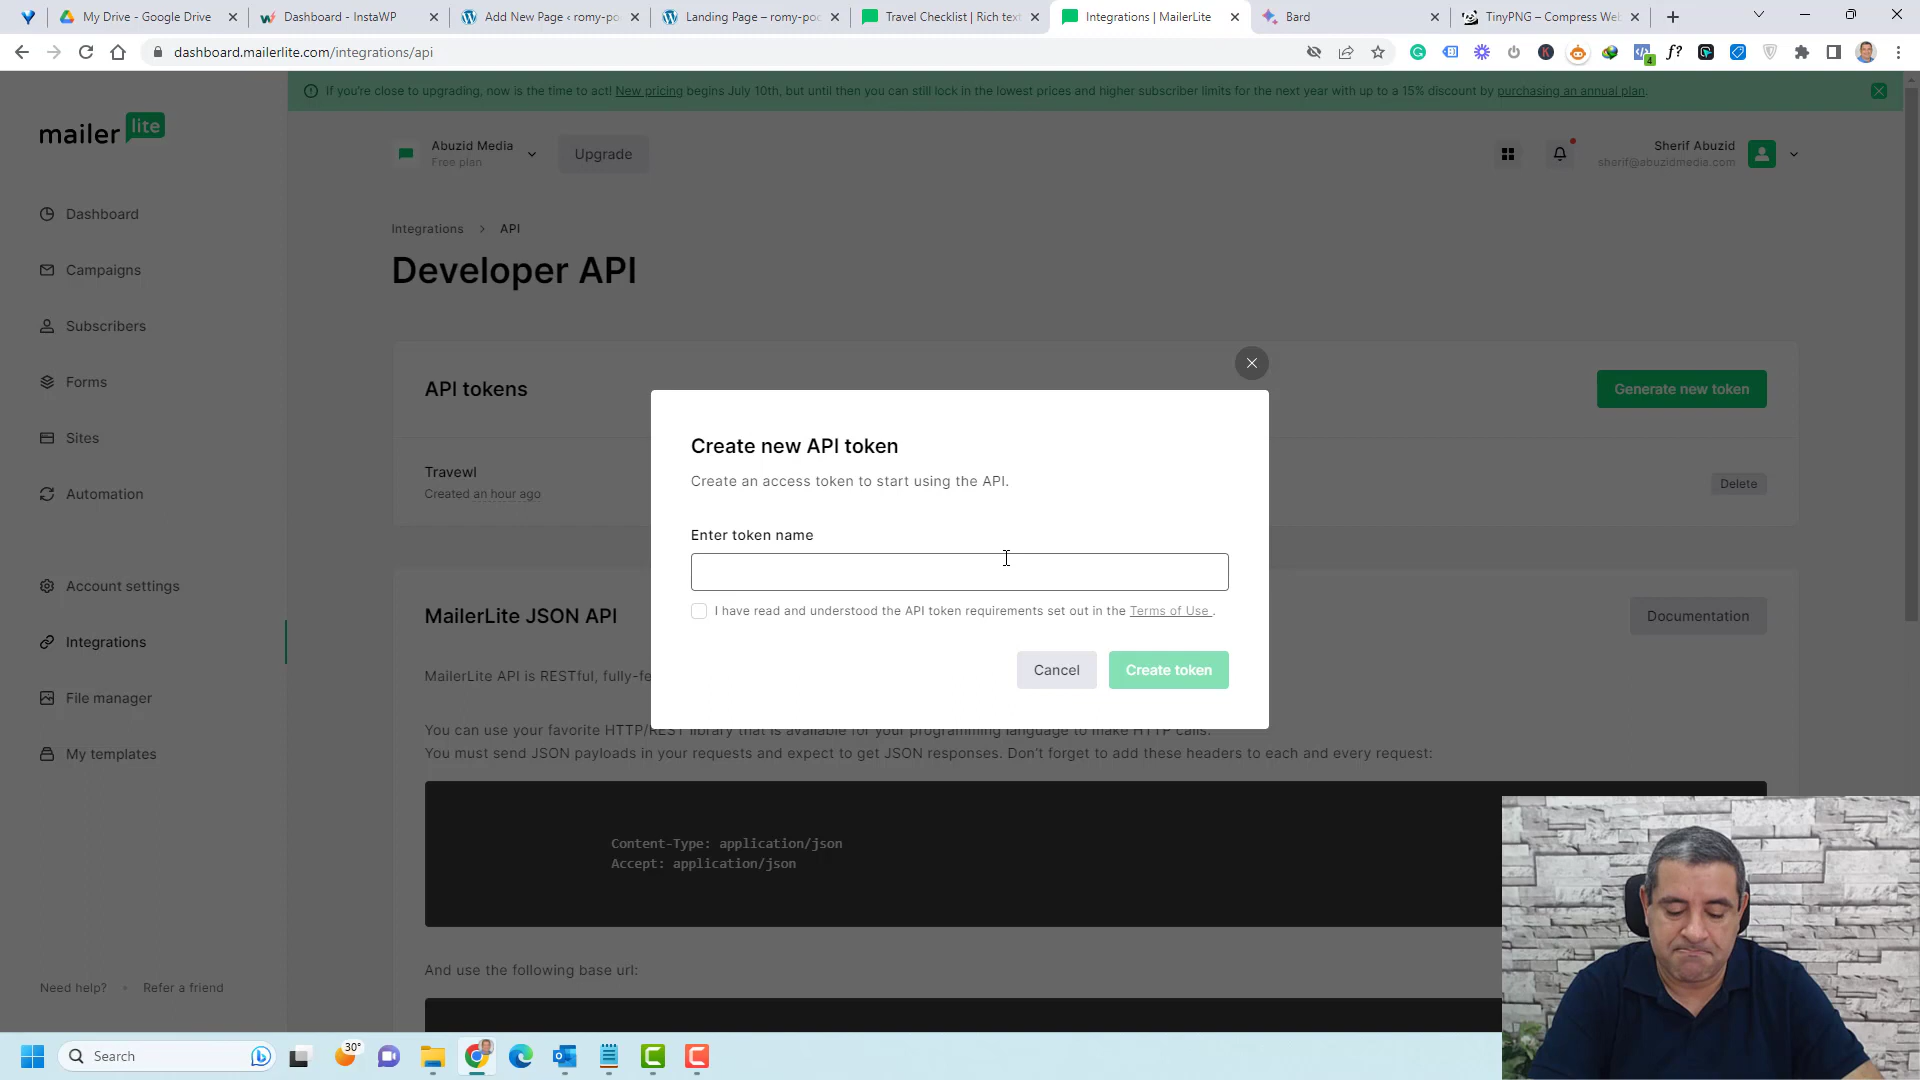 My Drive - Google Drive
Dashboard - InstaWP
Add New Page ‹ romy-po
Landing Page – romy-poc
Travel Checklist | Rich text
Integrations | MailerLite
Bard
TinyPNG – Compress Web
dashboard.mailerlite.com/integrations/api
4
f?
K
If you're close to upgrading, now is the time to act! New pricing begins July 10th, but until then you can still lock in the lowest prices and higher subscriber limits for the next year with up to a 15% discount by purchasing an annual plan.
mailer lite
Abuzid Media
Free plan
Upgrade
Sherif Abuzid
sherif@abuzidmedia.com
Dashboard
Campaigns
Subscribers
Forms
Sites
Automation
Account settings
Integrations
File manager
My templates
Need help?
Refer a friend
Integrations > API
Developer API
API tokens
Generate new token
Travewl
Created an hour ago
Delete
Create new API token
Create an access token to start using the API.
Enter token name
I have read and understood the API token requirements set out in the Terms of Use .
Cancel
Create token
MailerLite JSON API
Documentation
MailerLite API is RESTful, fully-fe
You can use your favorite HTTP/REST library that is available for your programming language to make HTTP calls.
You must send JSON payloads in your requests and expect to get JSON responses. Don't forget to add these headers to each and every request:
Content-Type: application/json
Accept: application/json
And use the following base url:
Search
30°